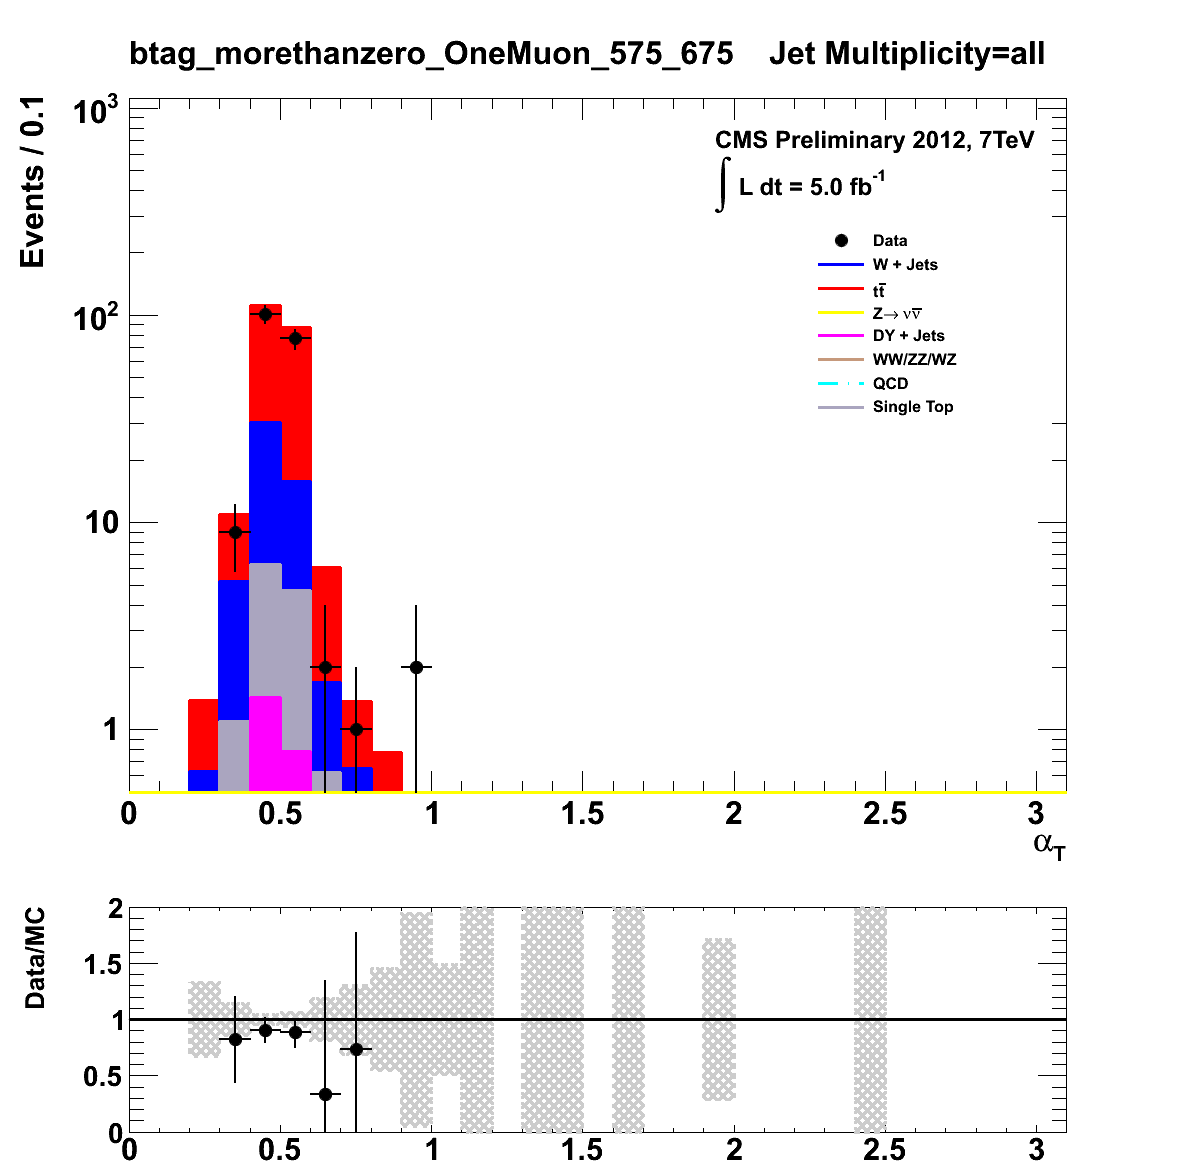 btag_morethanzero_OneMuon_575_675 Jet Multiplicity=all
Events / 0.1
10³
10²
10
1
CMS Preliminary 2012, 7TeV
∫ L dt = 5.0 fb⁻¹
Data
W + Jets
tt̅
Z→ νν̅
DY + Jets
WW/ZZ/WZ
QCD
Single Top
0 0.5 1 1.5 2 2.5 3
α_T
Data/MC
2
1.5
1
0.5
0
0 0.5 1 1.5 2 2.5 3